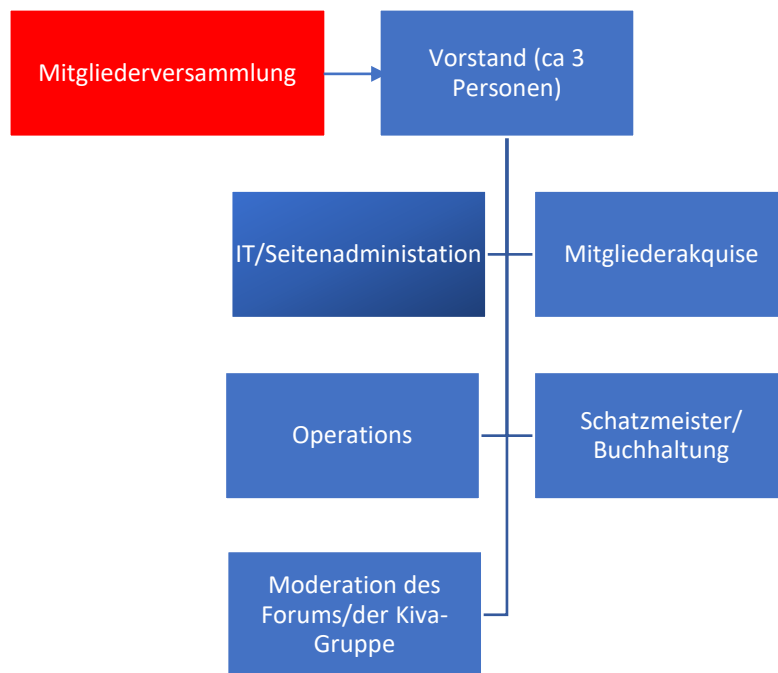 Mitgliederversammlung
Vorstand (ca 3
Personen)
IT/Seitenadministation
Mitgliederakquise
Operations
Schatzmeister/
Buchhaltung
Moderation des
Forums/der Kiva-
Gruppe